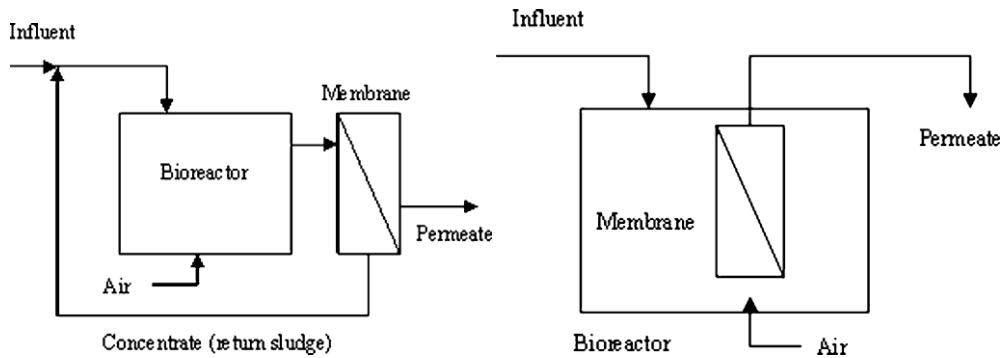 Influent
Membrane
Bioreactor
Permeate
Air
Concentrate (return sludge)
Influent
Permeate
Membrane
Bioreactor
Air